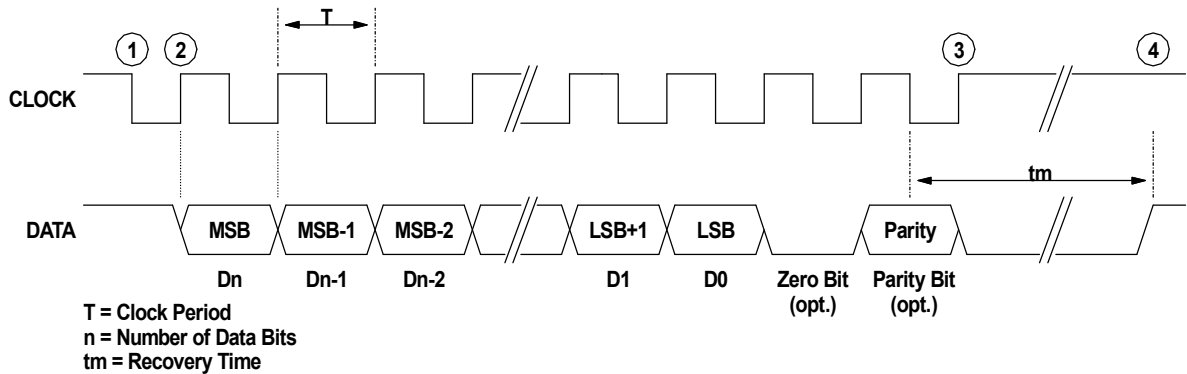 T
1 2 3 4
CLOCK
tm
DATA MSB MSB-1 MSB-2 LSB+1 LSB Parity
Dn Dn-1 Dn-2 D1 D0 Zero Bit Parity Bit
(opt.) (opt.)
T = Clock Period
n = Number of Data Bits
tm = Recovery Time